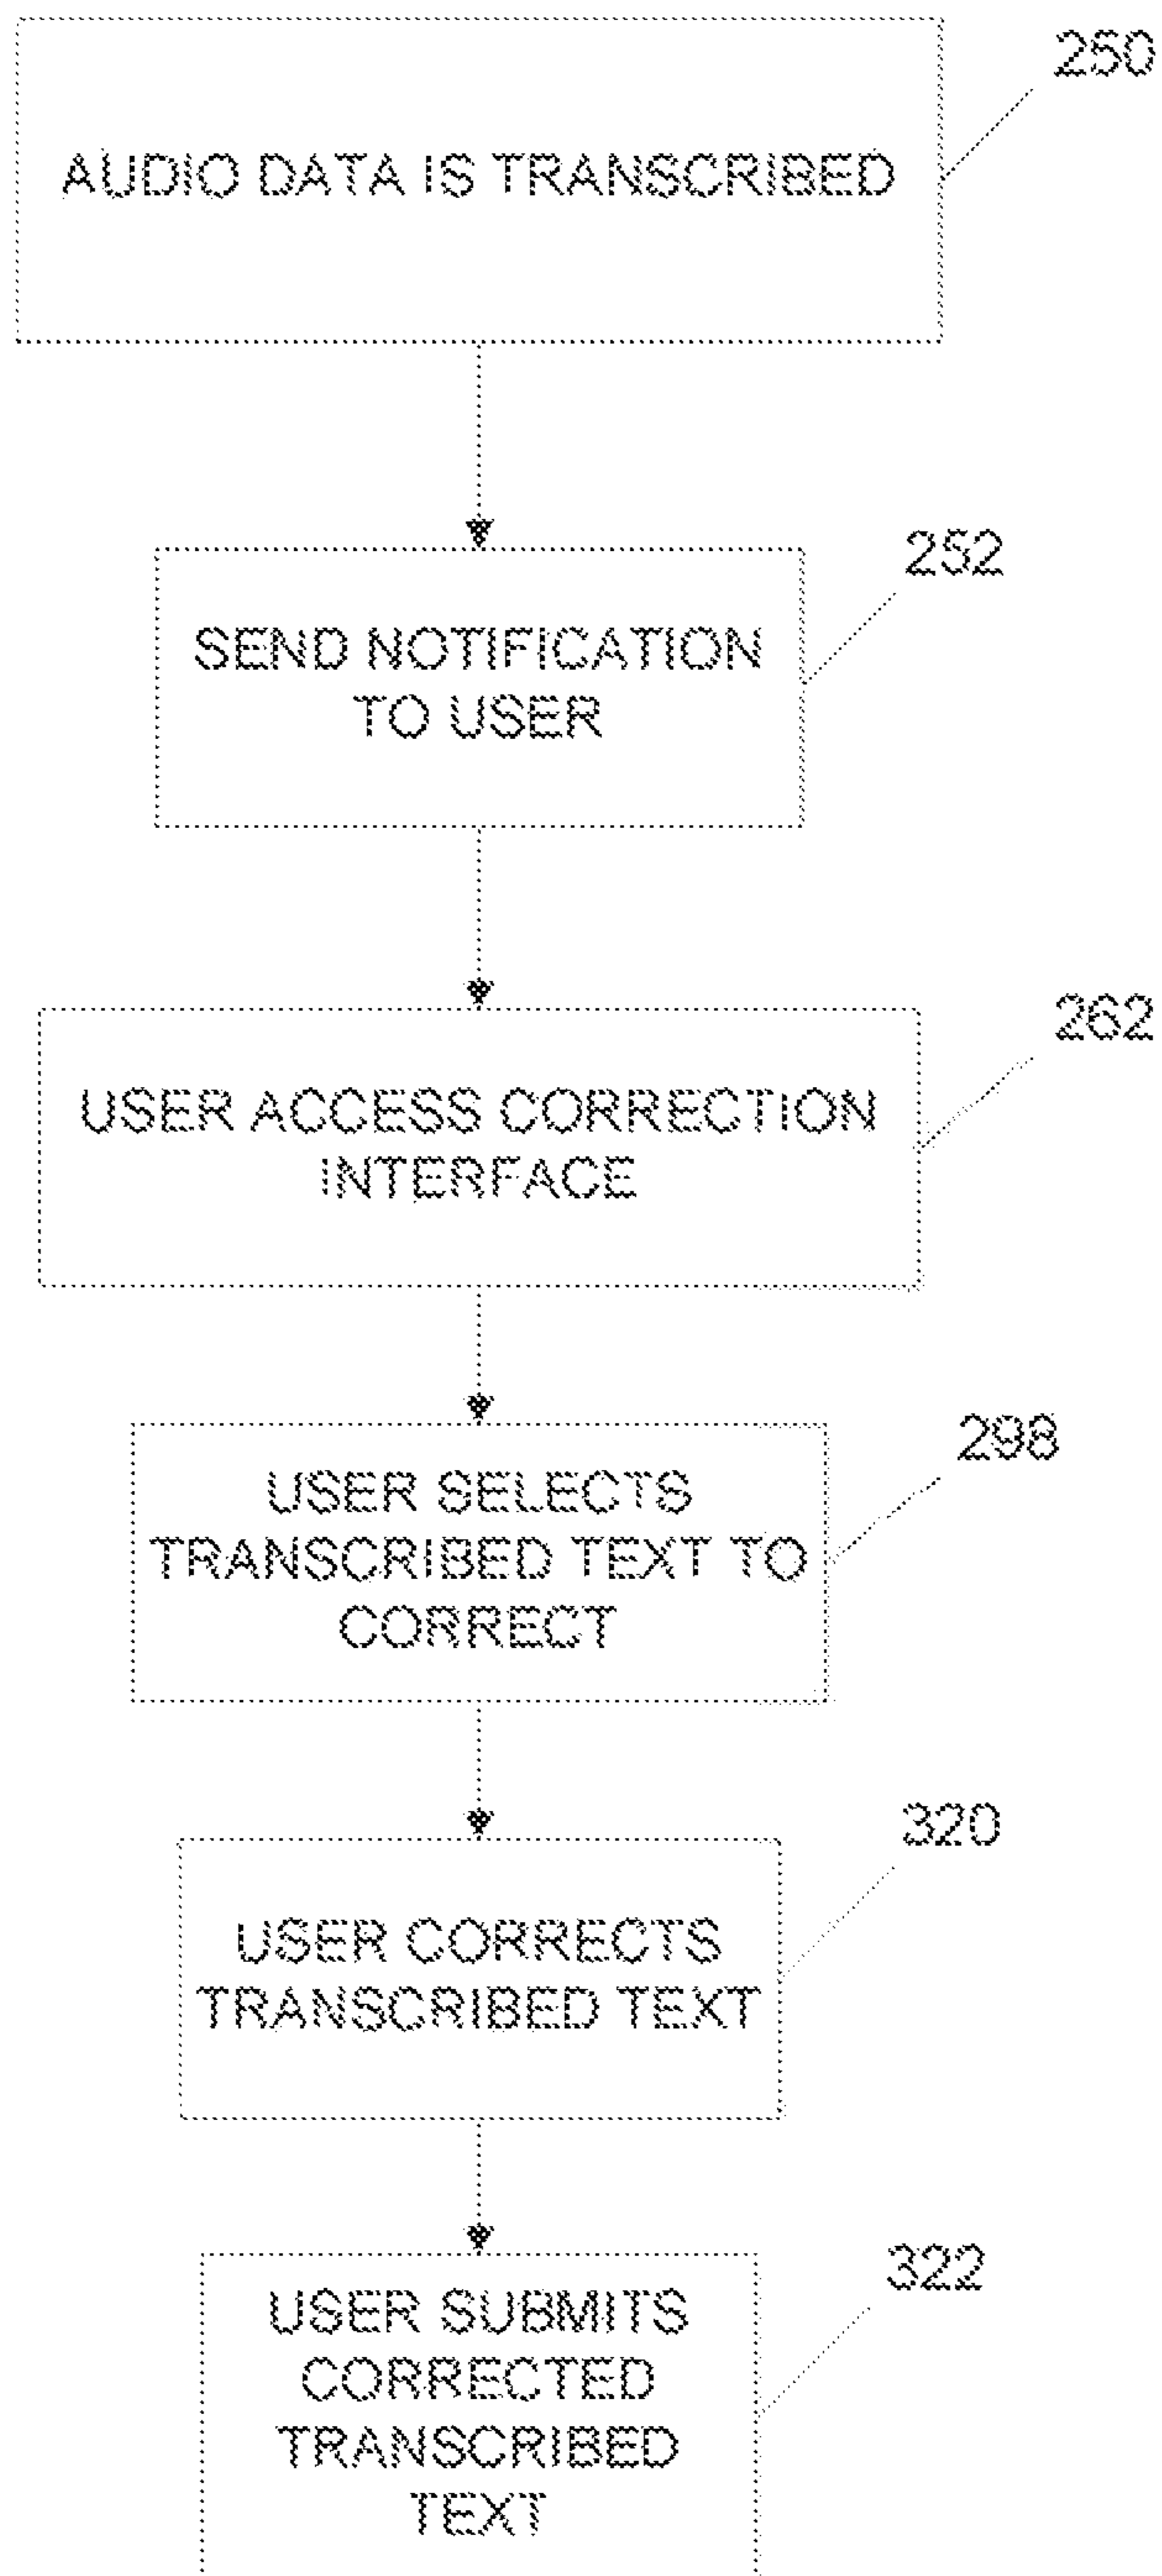 250
AUDIO DATA IS TRANSCRIBED
252
SEND NOTIFICATION
TO USER
262
USER ACCESS CORRECTION
INTERFACE
298
USER SELECTS
TRANSCRIBED TEXT TO
CORRECT
320
USER CORRECTS
TRANSCRIBED TEXT
322
USER SUBMITS
CORRECTED
TRANSCRIBED
TEXT